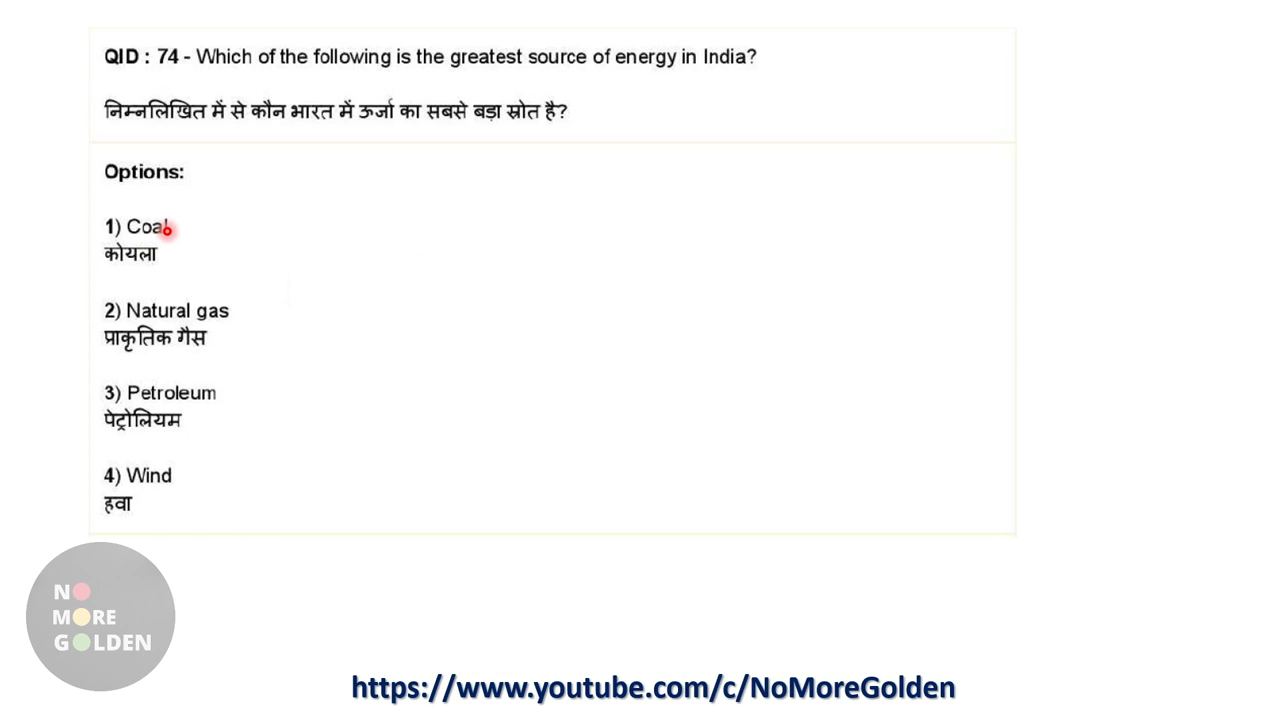 QID : 74 - Which of the following is the greatest source of energy in India?
निम्नलिखित में से कौन भारत में ऊर्जा का सबसे बड़ा स्रोत है?
Options:
1) Coal
कोयला
2) Natural gas
प्राकृतिक गैस
3) Petroleum
पेट्रोलियम
4) Wind
हवा
NO
MORE
GOLDEN
https://www.youtube.com/c/NoMoreGolden